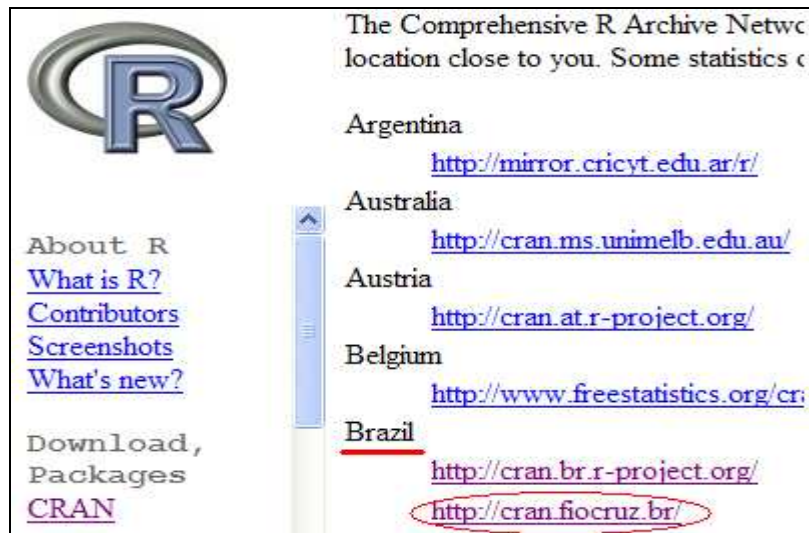 R
About R
What is R?
Contributors
Screenshots
What's new?
Download,
Packages
CRAN
The Comprehensive R Archive
location close to you. Some statistics
Argentina
http://mirror.cricyt.edu.ar/r/
Australia
http://cran.ms.unimelb.edu.au/
Austria
http://cran.at.r-project.org/
Belgium
http://www.freestatistics.org/cra
Brazil
http://cran.br.r-project.org/
http://cran.fiocruz.br/